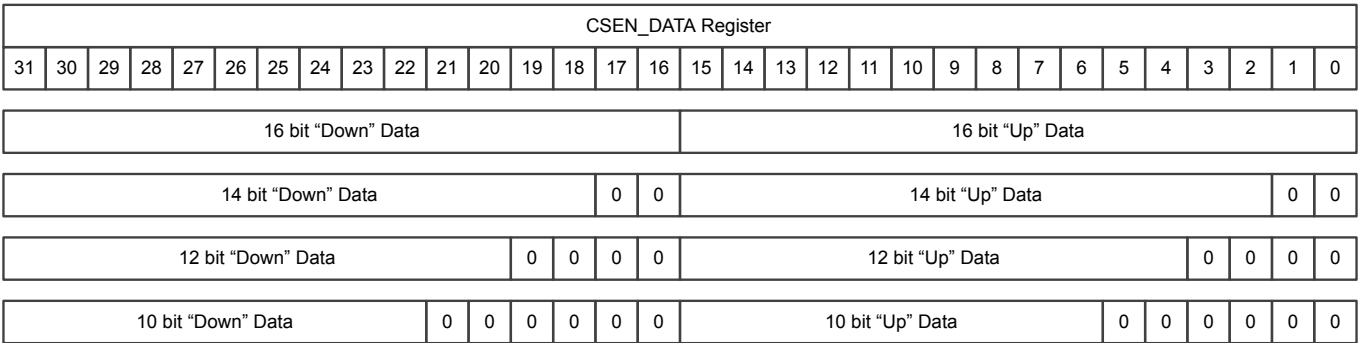 CSEN_DATA Register
31 30 29 28 27 26 25 24 23 22 21 20 19 18 17 16 15 14 13 12 11 10 9 8 7 6 5 4 3 2 1 0
16 bit “Down” Data 16 bit “Up” Data
14 bit “Down” Data 0 0 14 bit “Up” Data 0 0
12 bit “Down” Data 0 0 0 0 12 bit “Up” Data 0 0 0 0
10 bit “Down” Data 0 0 0 0 0 0 10 bit “Up” Data 0 0 0 0 0 0